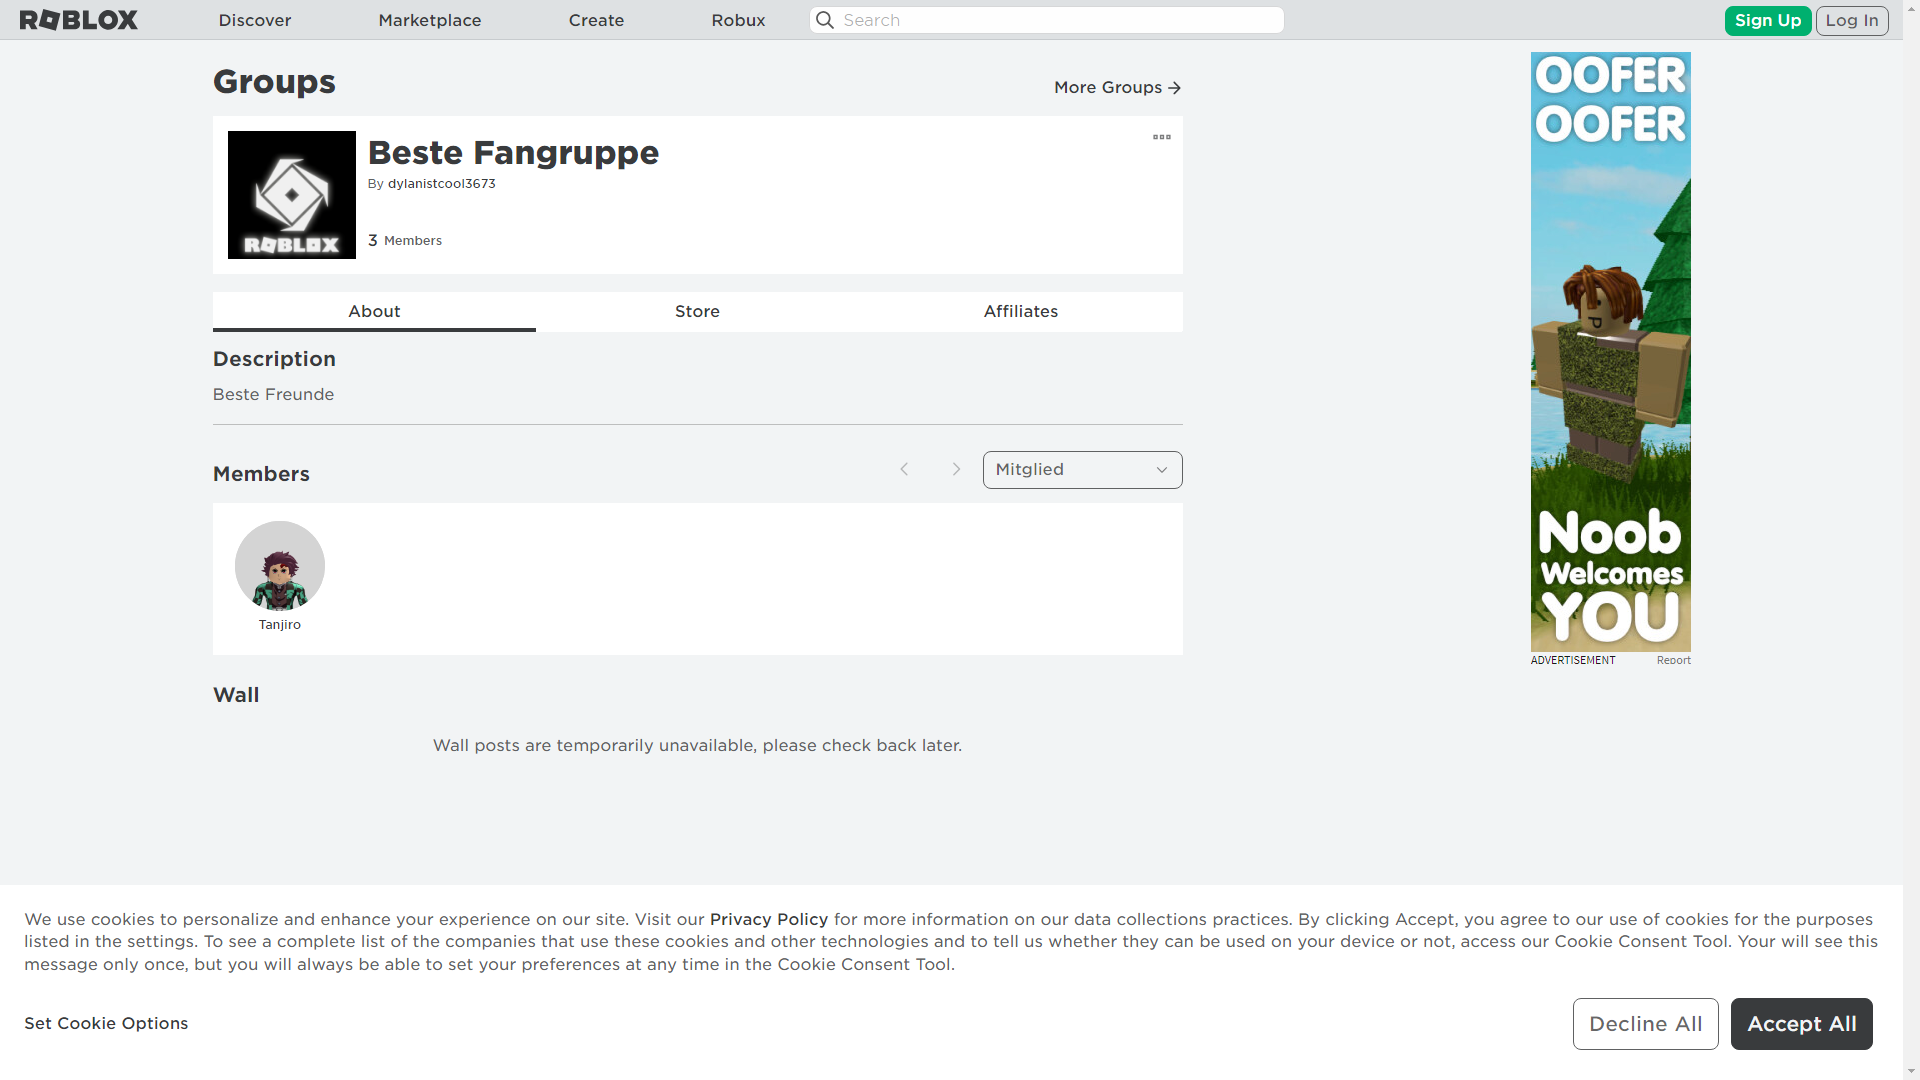 ROBLOX
Discover
Marketplace
Create
Robux
Search
Sign Up
Log In
Groups
More Groups
Beste Fangruppe
By dylanistcool3673
3 Members
ROBLOX
About
Store
Affiliates
Description
Beste Freunde
Members
Mitglied
Tanjiro
Wall
Wall posts are temporarily unavailable, please check back later.
OOFER
OOFER
Noob
Welcomes
YOU
ADVERTISEMENT
Report
We use cookies to personalize and enhance your experience on our site. Visit our Privacy Policy for more information on our data collections practices. By clicking Accept, you agree to our use of cookies for the purposes
listed in the settings. To see a complete list of the companies that use these cookies and other technologies and to tell us whether they can be used on your device or not, access our Cookie Consent Tool. Your will see this
message only once, but you will always be able to set your preferences at any time in the Cookie Consent Tool.
Set Cookie Options
Decline All
Accept All